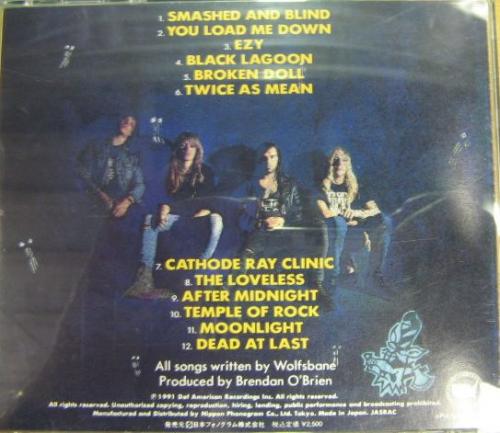 1. SMASHED AND BLIND
2. YOU LOAD ME DOWN
3. EZY
4. BLACK LAGOON
5. BROKEN DOLL
6. TWICE AS MEAN
7. CATHODE RAY CLINIC
8. THE LOVELESS
9. AFTER MIDNIGHT
10. TEMPLE OF ROCK
11. MOONLIGHT
12. DEAD AT LAST
All songs written by Wolfsbane
Produced by Brendan O'Brien
Ⓟ1991 Def American Recordings Inc. All rights reserved.
All rights reserved. Unauthorized copying, reproduction, hiring, lending, public performance and broadcasting prohibited.
Manufactured and Distributed by Nippon Phonogram Co., Ltd. Tokyo. Made in Japan. JASRAC
発売元 日本フォノグラム株式会社 税込定価 ¥2,500